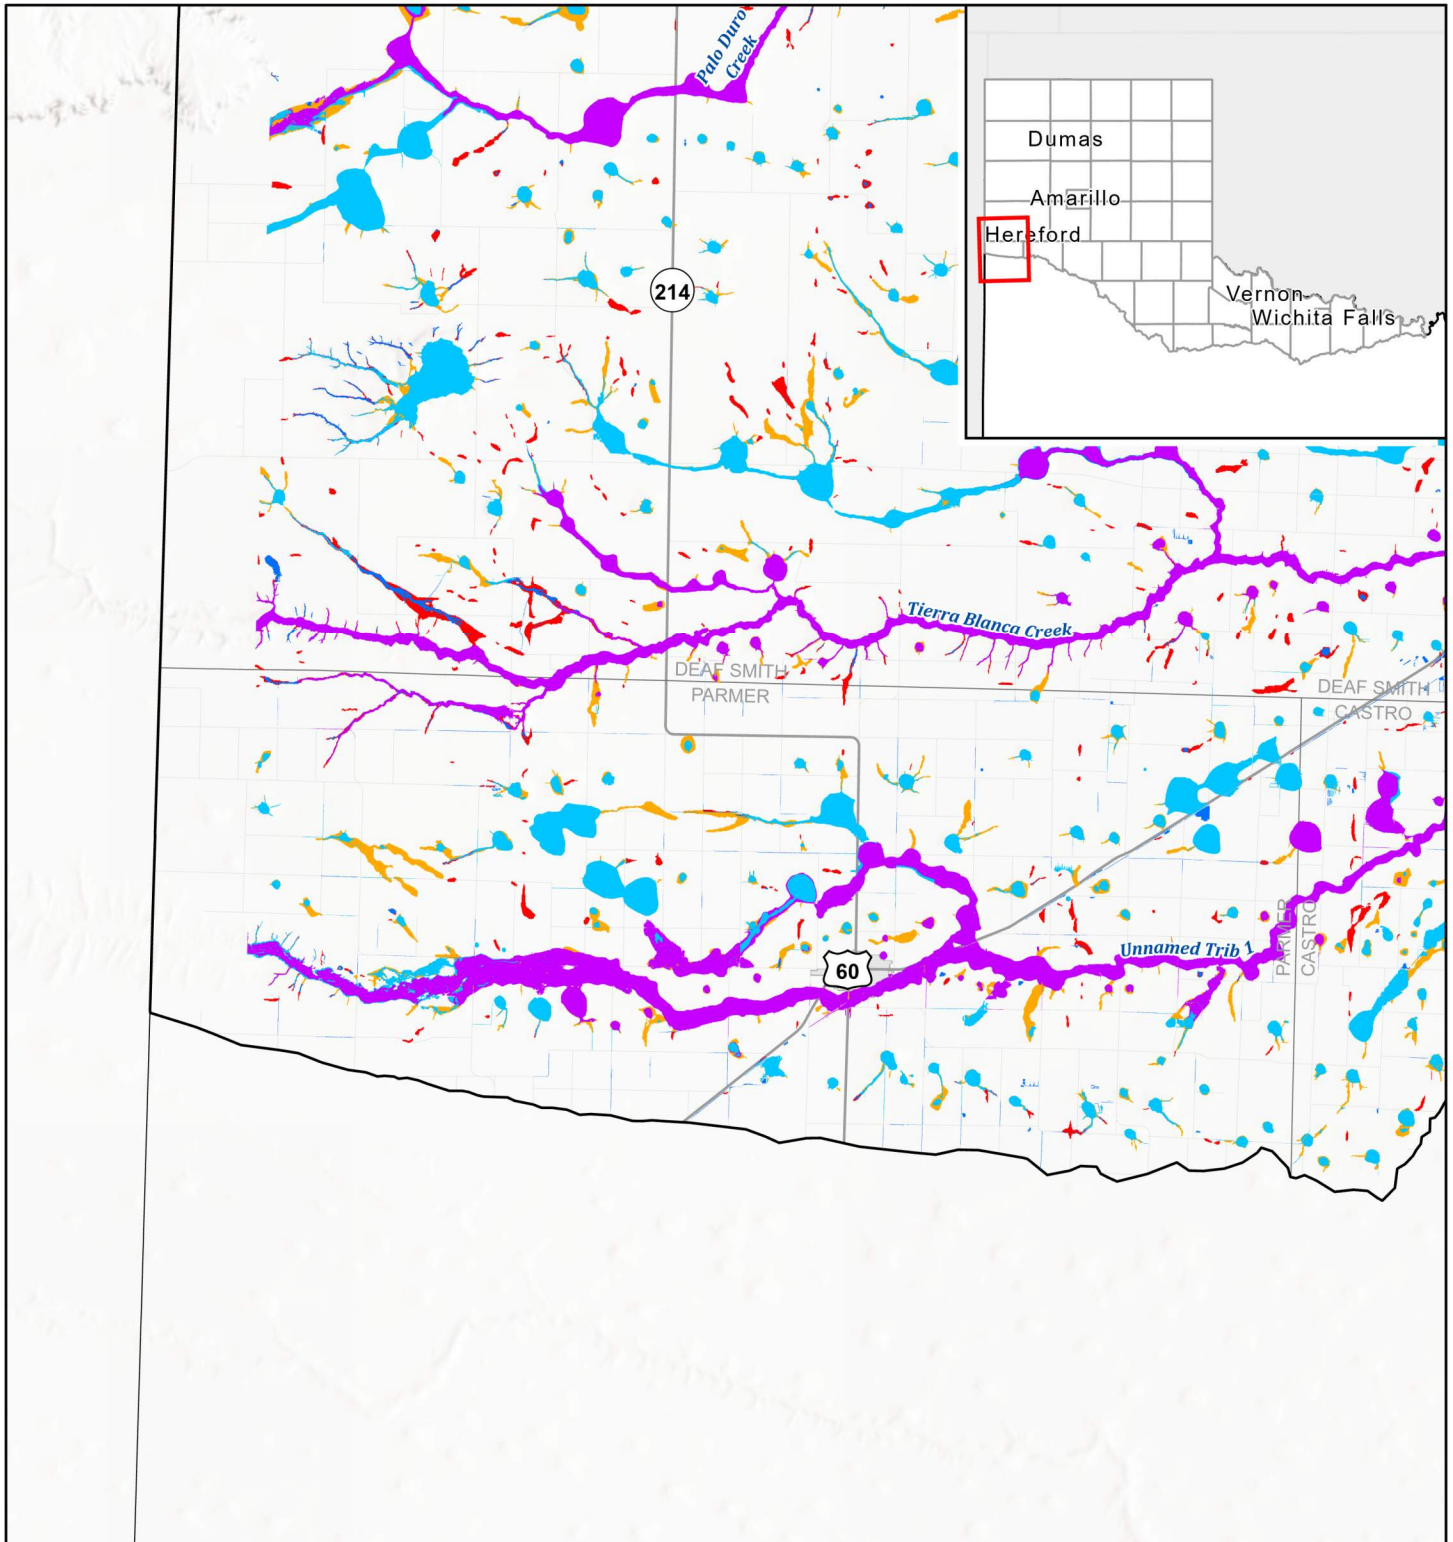 Palo Duro
Creek
Dumas
Amarillo
Hereford
Vernon
Wichita Falls
214
Tierra Blanca Creek
DEAF SMITH
PARMER
DEAF SMITH
CASTRO
PARMER
CASTRO
Unnamed Trib 1
60